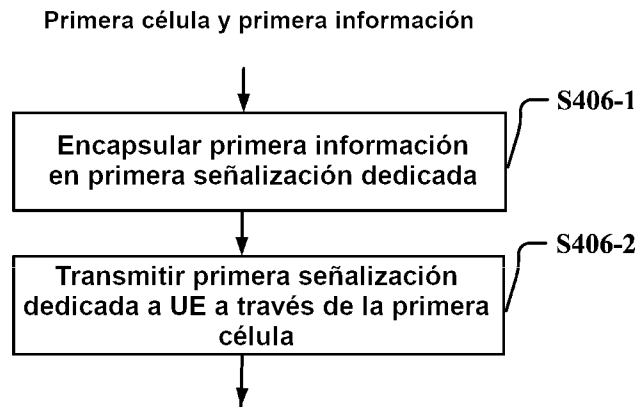 Primera célula y primera información
S406-1
Encapsular primera información
en primera señalización dedicada
S406-2
Transmitir primera señalización
dedicada a UE a través de la primera
célula